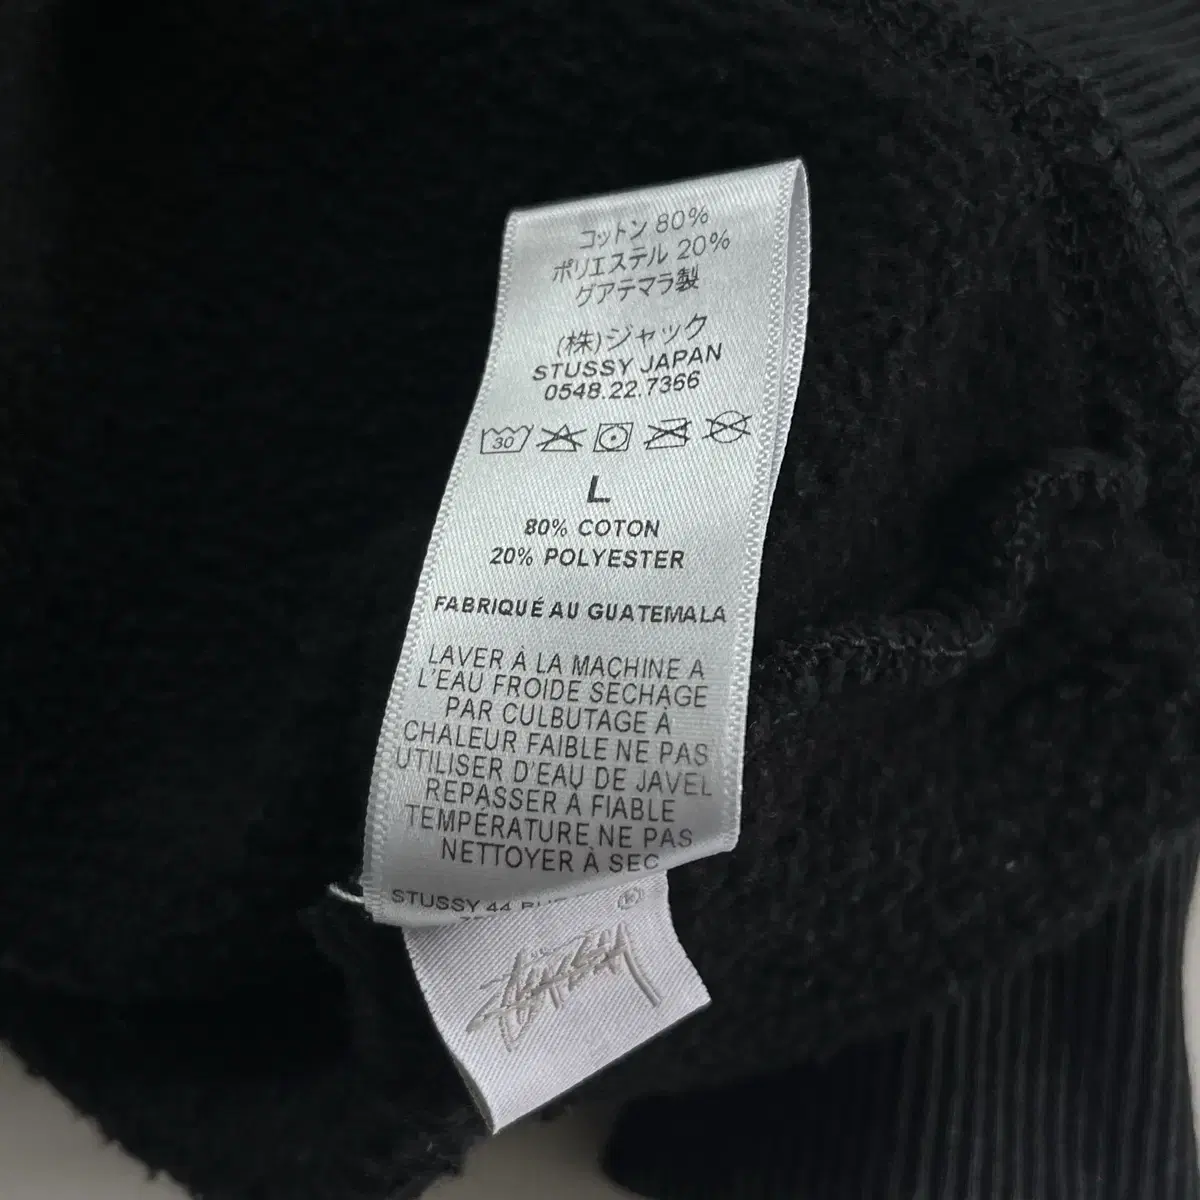 コットン 80%
ポリエステル 20%
グアテマラ製
(株)ジャック
STUSSY JAPAN
0548.22.7366
30
L
80% COTON
20% POLYESTER
FABRIQUÉ AU GUATEMALA
LAVER À LA MACHINE A
L'EAU FROIDE SECHAGE
PAR CULBUTAGE À
CHALEUR FAIBLE NE PAS
UTILISER D'EAU DE JAVEL
REPASSER À FIABLE
TEMPÉRATURE NE PAS
NETTOYER À SEC
STUSSY 44
Stüssy